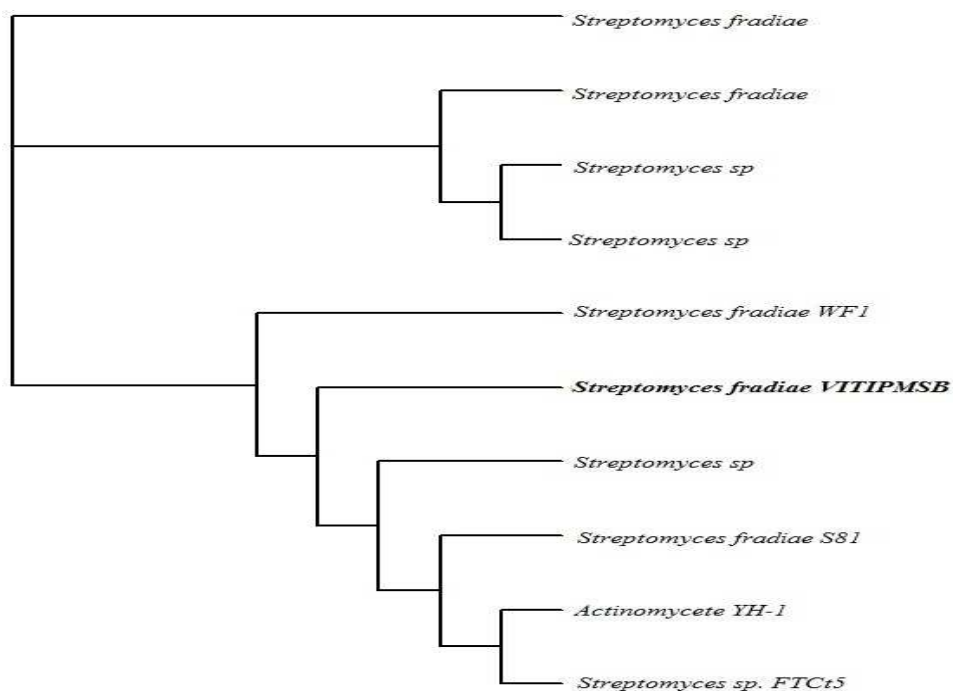 Streptomyces fradiae
Streptomyces fradiae
Streptomyces sp
Streptomyces sp
Streptomyces fradiae WF1
Streptomyces fradiae VITIPMSB
Streptomyces sp
Streptomyces fradiae S81
Actinomycete YH-1
Streptomyces sp. FTCt5